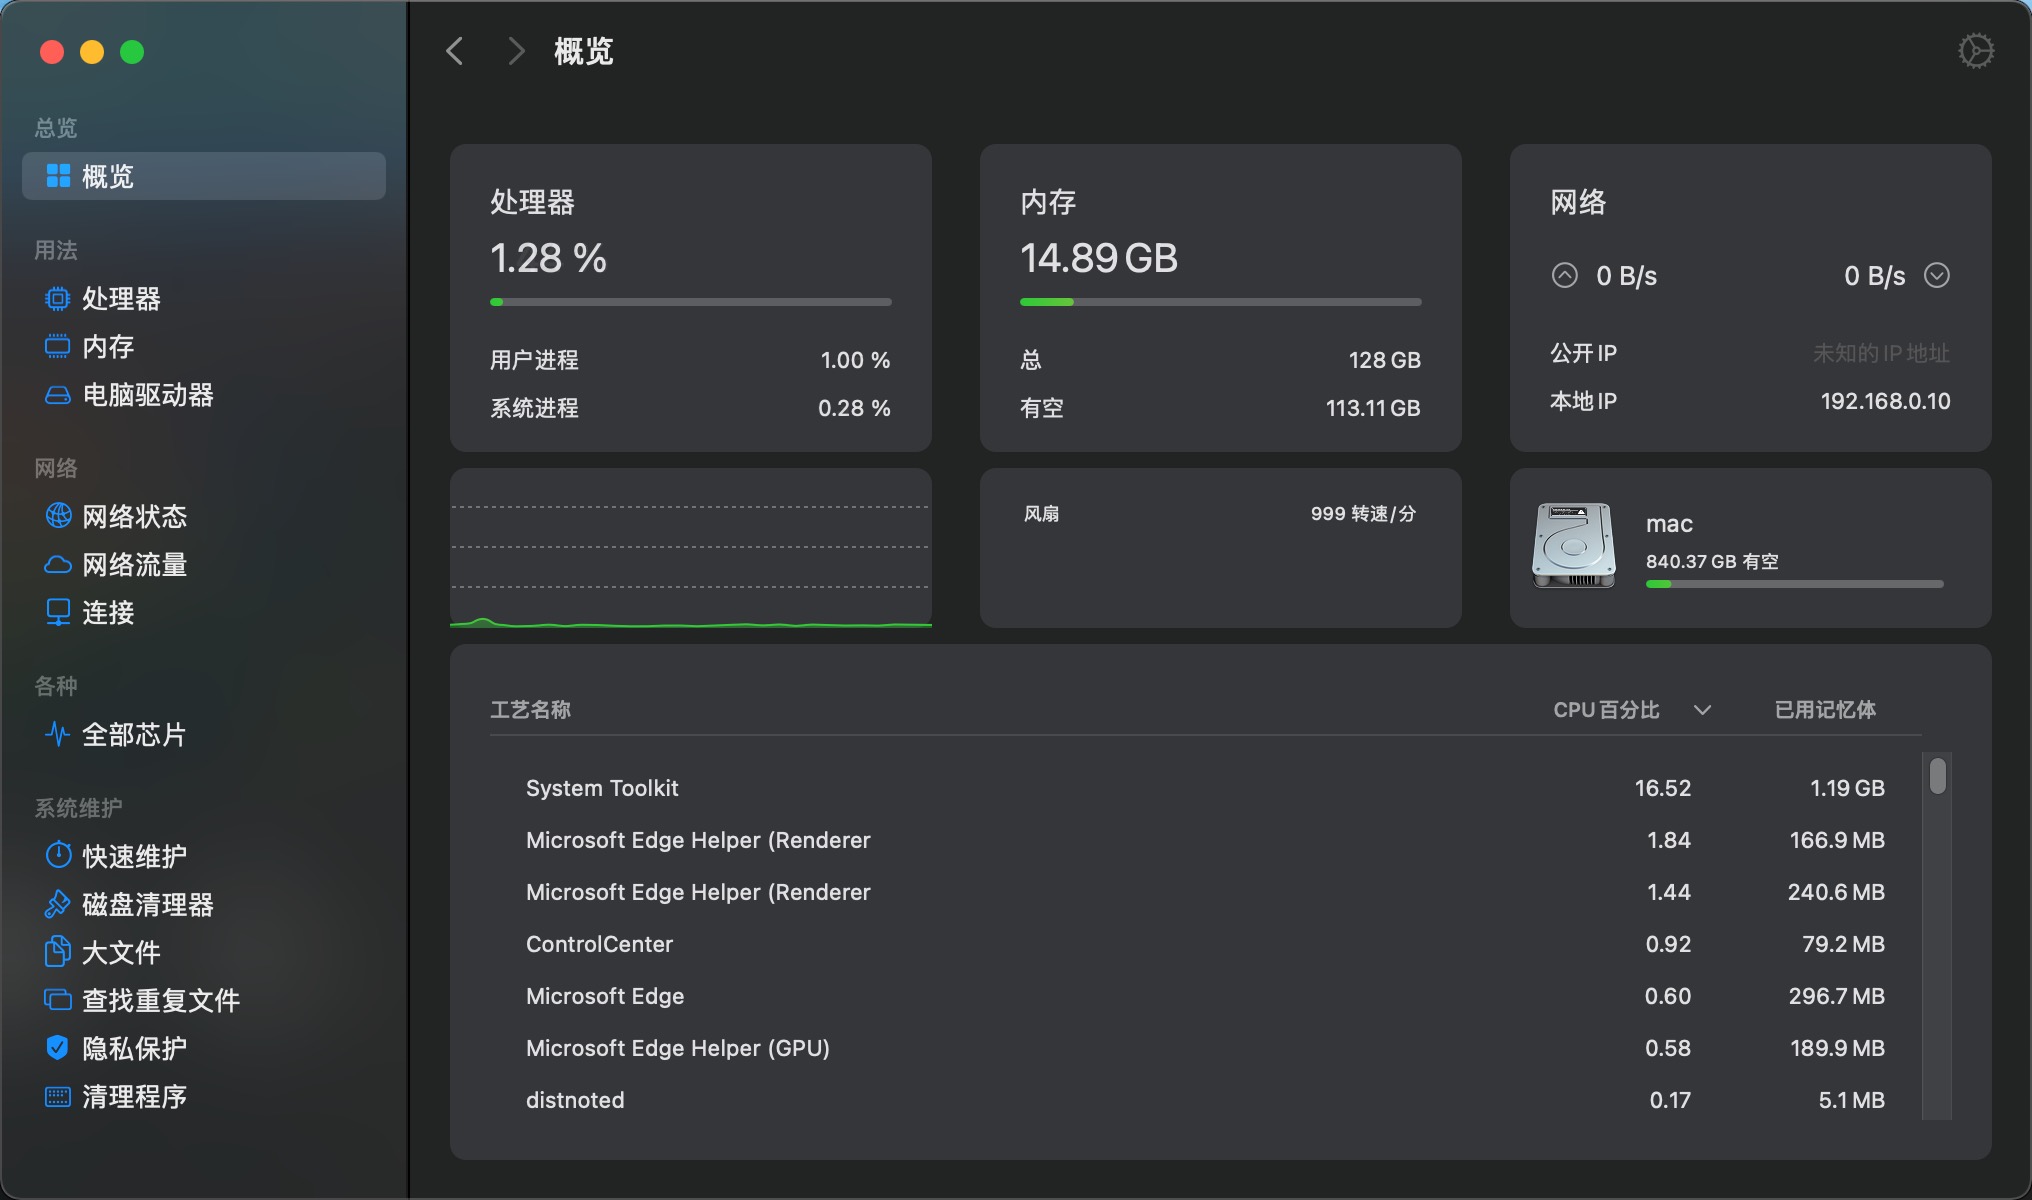 总览
概览
用法
处理器
内存
电脑驱动器
网络
网络状态
网络流量
连接
各种
全部芯片
系统维护
快速维护
磁盘清理器
大文件
查找重复文件
隐私保护
清理程序
概览
处理器
1.28 %
用户进程 1.00 %
系统进程 0.28 %
内存
14.89 GB
总 128 GB
有空 113.11 GB
网络
0 B/s 0 B/s
公开 IP 未知的 IP 地址
本地 IP 192.168.0.10
风扇 999 转速/分
mac
840.37 GB 有空
工艺名称 CPU 百分比 已用记忆体
System Toolkit 16.52 1.19 GB
Microsoft Edge Helper (Renderer 1.84 166.9 MB
Microsoft Edge Helper (Renderer 1.44 240.6 MB
ControlCenter 0.92 79.2 MB
Microsoft Edge 0.60 296.7 MB
Microsoft Edge Helper (GPU) 0.58 189.9 MB
distnoted 0.17 5.1 MB